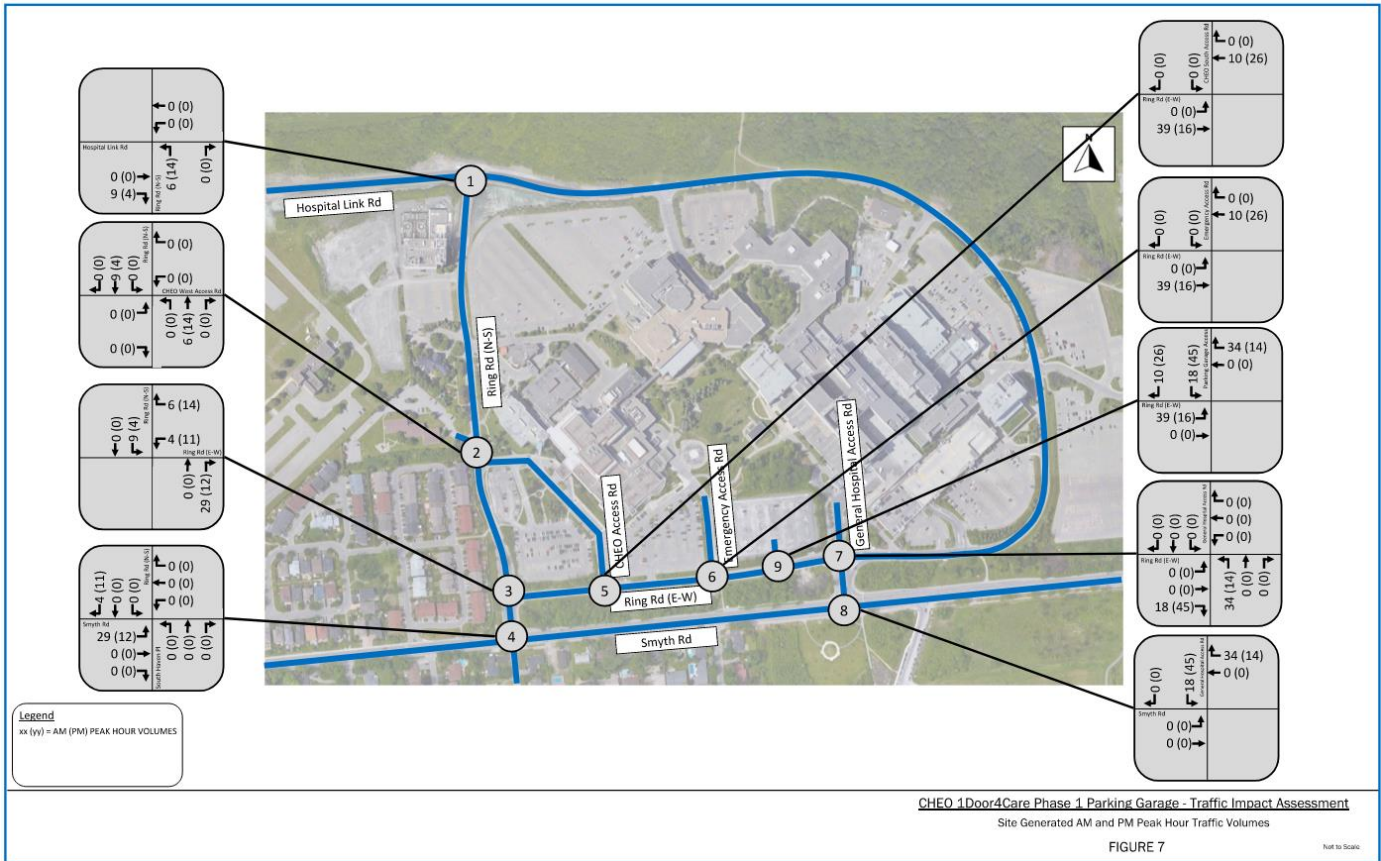 0 (0)
0 (0)
Hospital Link Rd
0 (0)
9 (4)
Ring Rd (N-S)
6 (14)
0 (0)
0 (0)
9 (4)
0 (0)
Ring Rd (N-S)
0 (0)
0 (0)
CHEO West Access Rd
0 (0)
0 (0)
0 (0)
6 (14)
0 (0)
0 (0)
9 (4)
Ring Rd (N-S)
6 (14)
4 (11)
Ring Rd (E-W)
0 (0)
29 (12)
4 (11)
0 (0)
0 (0)
Ring Rd (N-S)
0 (0)
0 (0)
0 (0)
Smyth Rd
29 (12)
0 (0)
0 (0)
South Haven Pl
0 (0)
0 (0)
0 (0)
Legend
xx (yy) = AM (PM) PEAK HOUR VOLUMES
N
1
Hospital Link Rd
Ring Rd (N-S)
2
CHEO Access Rd
Emergency Access Rd
General Hospital Access Rd
3
5
6
9
7
Ring Rd (E-W)
4
8
Smyth Rd
0 (0)
0 (0)
CHEO South Access Rd
0 (0)
10 (26)
Ring Rd (E-W)
0 (0)
39 (16)
0 (0)
0 (0)
Emergency Access Rd
0 (0)
10 (26)
Ring Rd (E-W)
0 (0)
39 (16)
10 (26)
18 (45)
Parking Garage Access
34 (14)
0 (0)
Ring Rd (E-W)
39 (16)
0 (0)
0 (0)
0 (0)
0 (0)
General Hospital Access Rd
0 (0)
0 (0)
0 (0)
Ring Rd (E-W)
0 (0)
0 (0)
18 (45)
34 (14)
0 (0)
0 (0)
0 (0)
18 (45)
General Hospital Access Rd
34 (14)
0 (0)
Smyth Rd
0 (0)
0 (0)
CHEO 1Door4Care Phase 1 Parking Garage - Traffic Impact Assessment
Site Generated AM and PM Peak Hour Traffic Volumes
FIGURE 7
Not to Scale